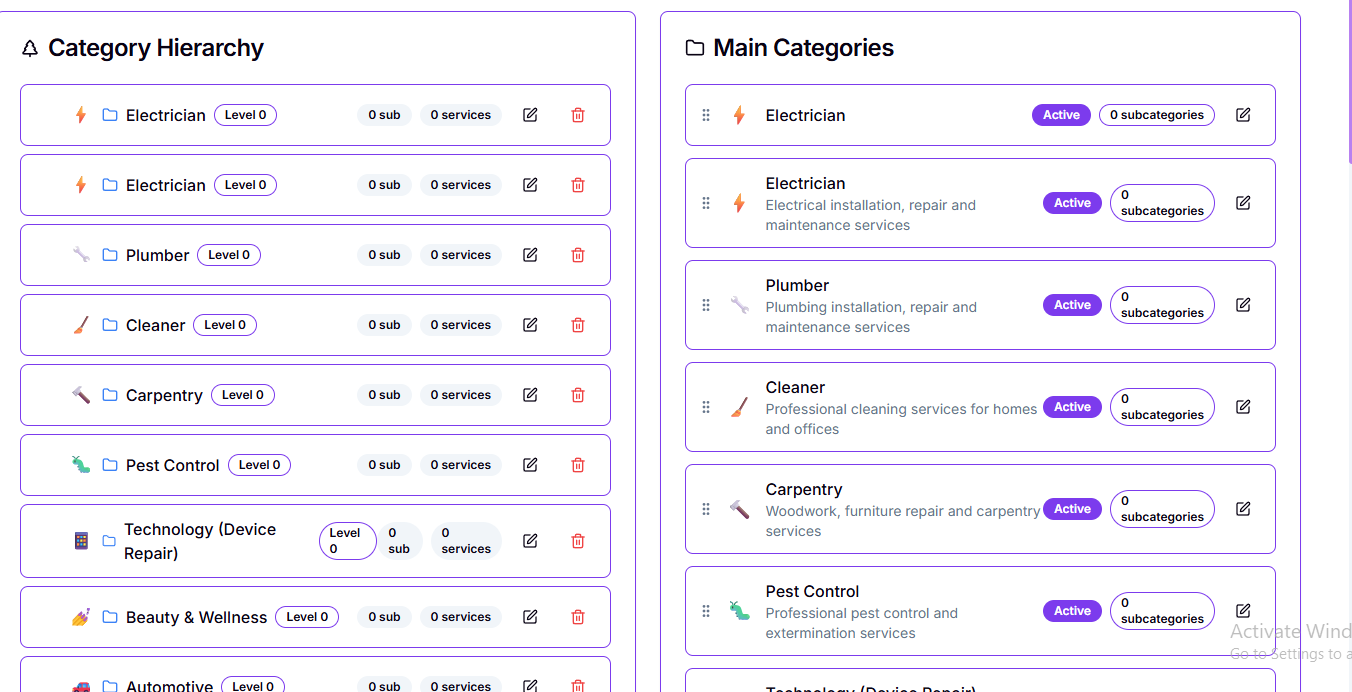 Category Hierarchy
Electrician Level 0 0 sub 0 services
Electrician Level 0 0 sub 0 services
Plumber Level 0 0 sub 0 services
Cleaner Level 0 0 sub 0 services
Carpentry Level 0 0 sub 0 services
Pest Control Level 0 0 sub 0 services
Technology (Device
Repair)
Level
0
0
sub
0
services
Beauty & Wellness Level 0 0 sub 0 services
Automotive Level 0 0 sub 0 services
Main Categories
Electrician Active 0 subcategories
Electrician
Electrical installation, repair and
maintenance services
Active
0
subcategories
Plumber
Plumbing installation, repair and
maintenance services
Active
0
subcategories
Cleaner
Professional cleaning services for homes
and offices
Active
0
subcategories
Carpentry
Woodwork, furniture repair and carpentry
services
Active
0
subcategories
Pest Control
Professional pest control and
extermination services
Active
0
subcategories
Technology (Device Repair)
Activate Wind
Go to Settings to a